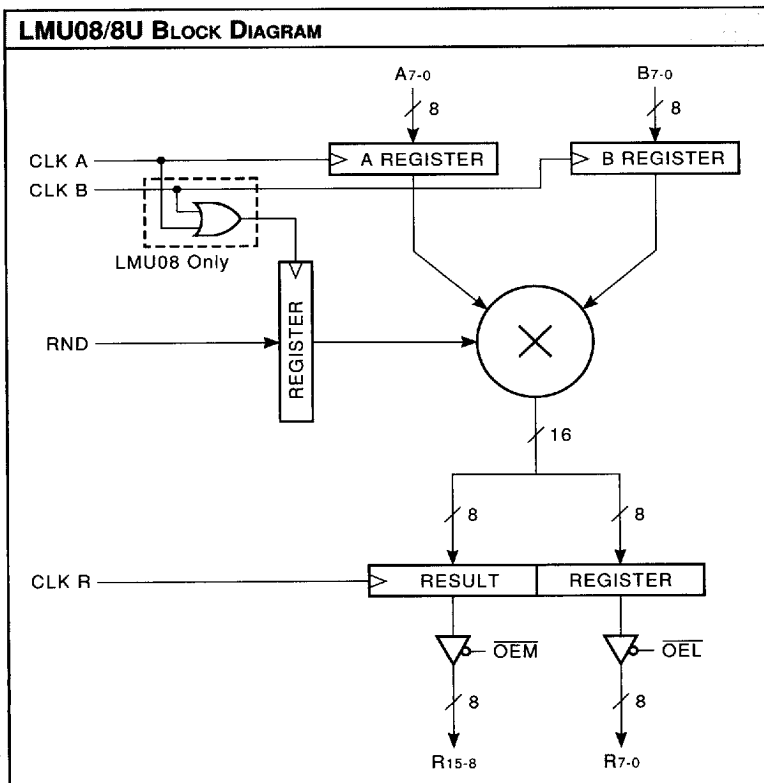 LMU08/8U BLOCK DIAGRAM
A7-0
B7-0
8
8
CLK A
A REGISTER
B REGISTER
CLK B
LMU08 Only
RND
REGISTER
16
8
8
CLK R
RESULT
REGISTER
OEM
OEL
8
8
R15-8
R7-0